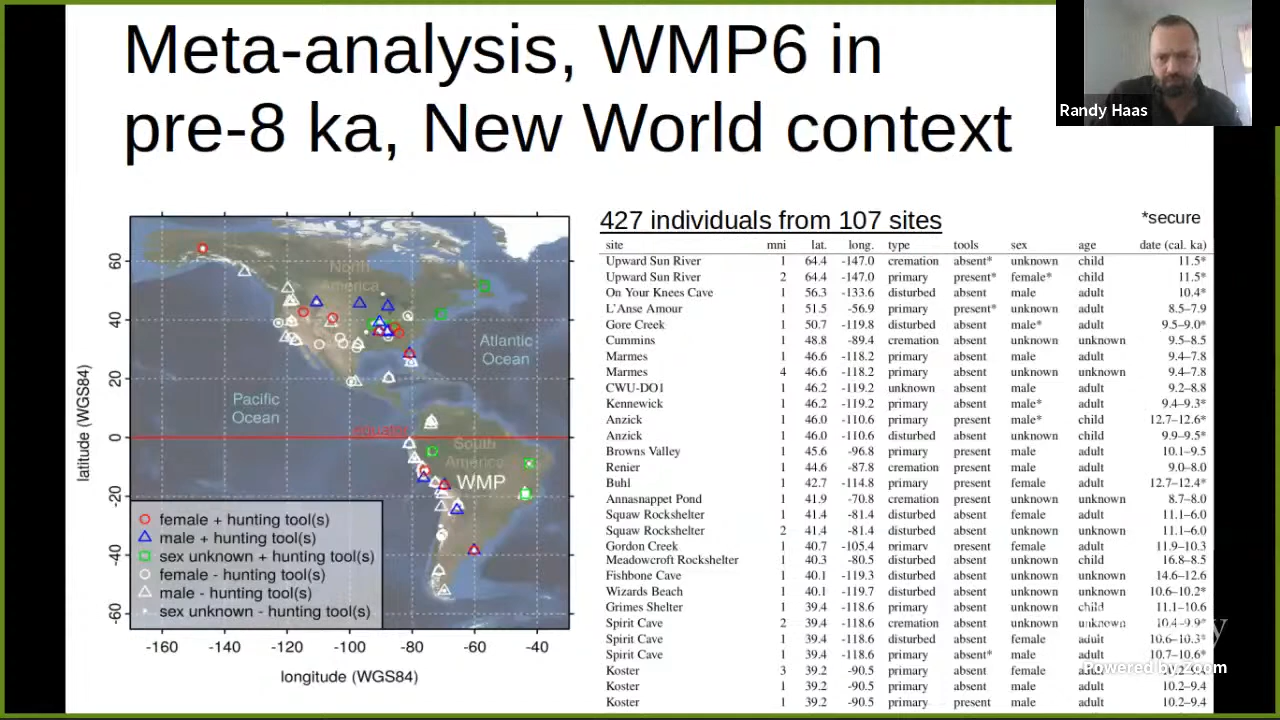 Meta-analysis, WMP6 in
pre-8 ka, New World context
Randy Haas
427 individuals from 107 sites
*secure
site mni lat. long. type tools sex age date (cal. ka)
Upward Sun River 1 64.4 -147.0 cremation absent* unknown child 11.5*
Upward Sun River 2 64.4 -147.0 primary present* female* child 11.5*
On Your Knees Cave 1 56.3 -133.6 disturbed absent male adult 10.4*
L'Anse Amour 1 51.5 -56.9 primary present* unknown adult 8.5–7.9
Gore Creek 1 50.7 -119.8 disturbed absent male* adult 9.5–9.0*
Cummins 1 48.8 -89.4 cremation absent unknown unknown 9.5–8.5
Marmes 1 46.6 -118.2 primary absent male adult 9.4–7.8
Marmes 4 46.6 -118.2 primary absent unknown unknown 9.4–7.8
CWU-DO1 1 46.2 -119.2 unknown absent male adult 9.2–8.8
Kennewick 1 46.2 -119.2 primary absent male* adult 9.4–9.3*
Anzick 1 46.0 -110.6 primary present male* child 12.7–12.6*
Anzick 1 46.0 -110.6 disturbed absent unknown child 9.9–9.5*
Browns Valley 1 45.6 -96.8 primary present male adult 10.1–9.5
Renier 1 44.6 -87.8 cremation present male adult 9.0–8.0
Buhl 1 42.7 -114.8 primary present female adult 12.7–12.4*
Annasnappet Pond 1 41.9 -70.8 cremation present unknown unknown 8.7–8.0
Squaw Rockshelter 1 41.4 -81.4 disturbed absent female adult 11.1–6.0
Squaw Rockshelter 2 41.4 -81.4 disturbed absent unknown unknown 11.1–6.0
Gordon Creek 1 40.7 -105.4 primary present female adult 11.9–10.3
Meadowcroft Rockshelter 1 40.3 -80.5 disturbed absent unknown child 16.8–8.5
Fishbone Cave 1 40.1 -119.3 disturbed absent unknown unknown 14.6–12.6
Wizards Beach 1 40.1 -119.7 disturbed absent unknown unknown 10.6–10.2*
Grimes Shelter 1 39.4 -118.6 primary absent unknown child 11.1–10.6
Spirit Cave 2 39.4 -118.6 cremation absent unknown unknown 10.4–9.9*
Spirit Cave 1 39.4 -118.6 disturbed absent female adult 10.6–10.3*
Spirit Cave 1 39.4 -118.6 primary absent* male adult 10.7–10.6*
Koster 3 39.2 -90.5 primary absent female adult 10.2–9.4
Koster 1 39.2 -90.5 primary absent male adult 10.2–9.4
Koster 1 39.2 -90.5 primary present male adult 10.2–9.4
Powered by Zoom
latitude (WGS84)
60
40
20
0
-20
-40
-60
North
America
Atlantic
Ocean
Pacific
Ocean
equator
South
America
WMP
female + hunting tool(s)
male + hunting tool(s)
sex unknown + hunting tool(s)
female - hunting tool(s)
male - hunting tool(s)
sex unknown - hunting tool(s)
-160 -140 -120 -100 -80 -60 -40
longitude (WGS84)